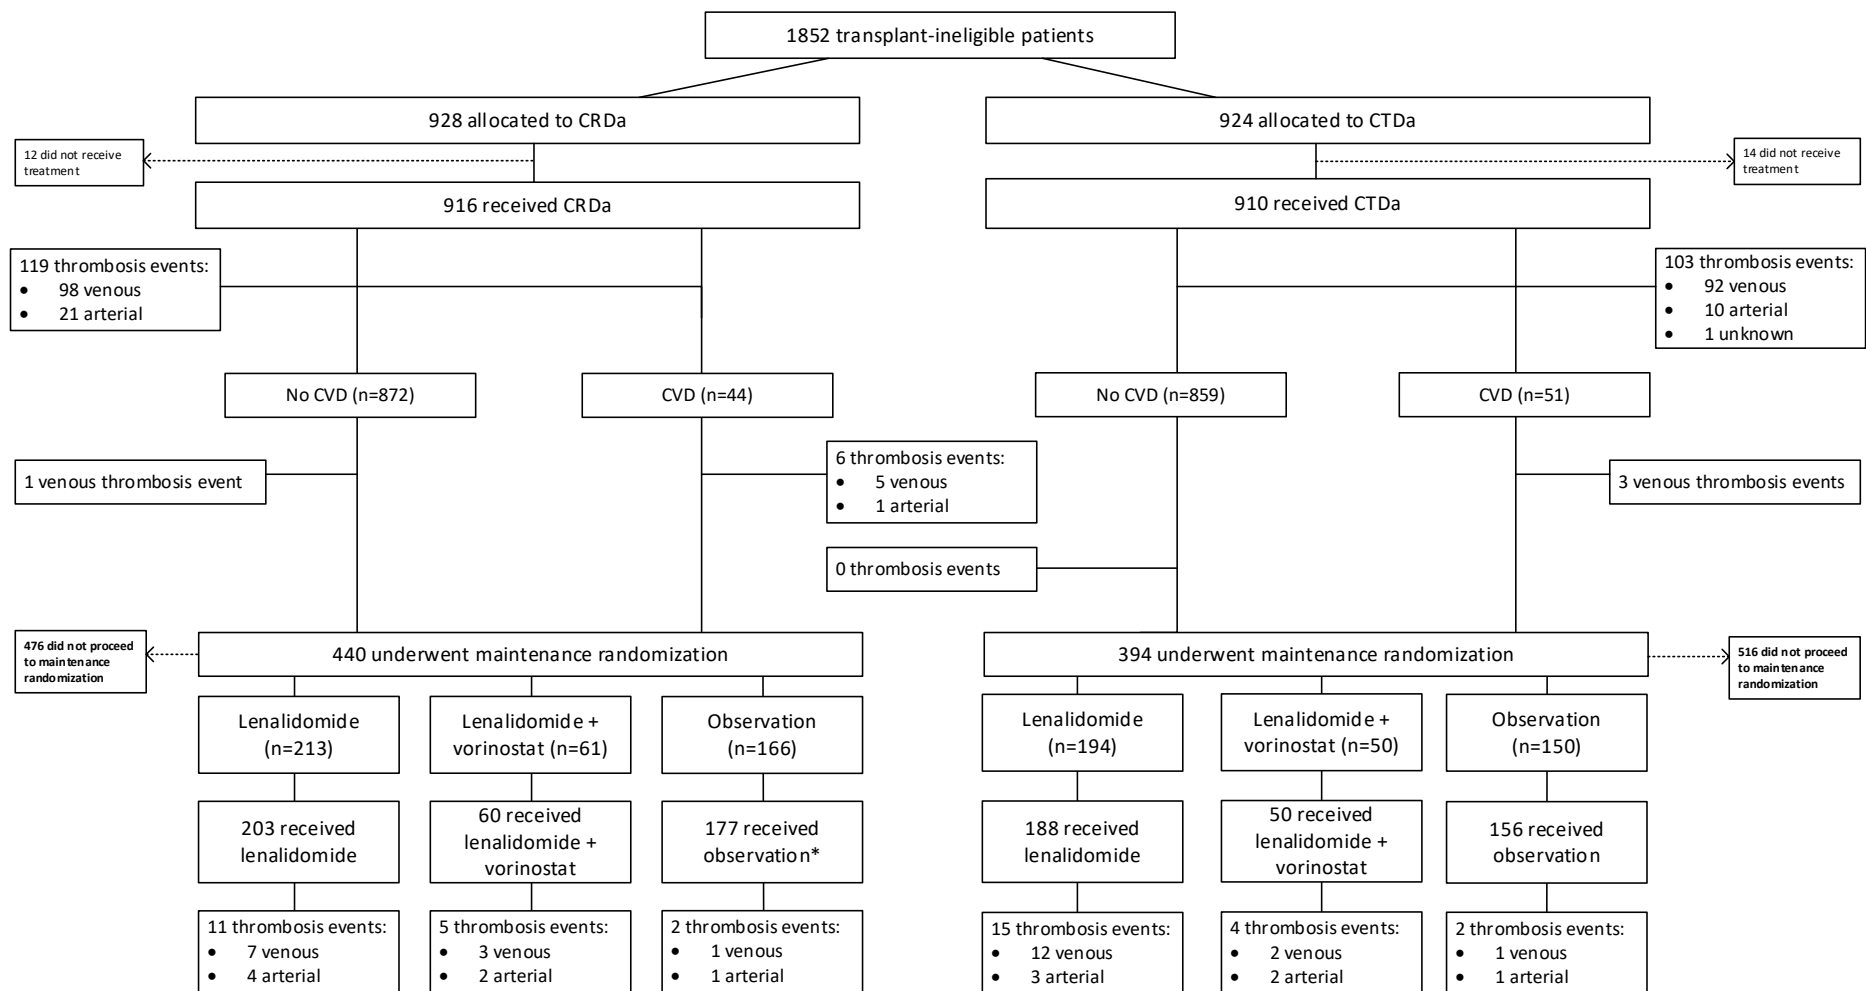 1852 transplant-ineligible patients
928 allocated to CRDa
924 allocated to CTDa
12 did not receive
treatment
14 did not receive
treatment
916 received CRDa
910 received CTDa
119 thrombosis events:
• 98 venous
• 21 arterial
103 thrombosis events:
• 92 venous
• 10 arterial
• 1 unknown
No CVD (n=872)
CVD (n=44)
No CVD (n=859)
CVD (n=51)
1 venous thrombosis event
6 thrombosis events:
• 5 venous
• 1 arterial
3 venous thrombosis events
0 thrombosis events
476 did not proceed
to maintenance
randomization
440 underwent maintenance randomization
394 underwent maintenance randomization
516 did not proceed
to maintenance
randomization
Lenalidomide
(n=213)
Lenalidomide +
vorinostat (n=61)
Observation
(n=166)
Lenalidomide
(n=194)
Lenalidomide +
vorinostat (n=50)
Observation
(n=150)
203 received
lenalidomide
60 received
lenalidomide +
vorinostat
177 received
observation*
188 received
lenalidomide
50 received
lenalidomide +
vorinostat
156 received
observation
11 thrombosis events:
• 7 venous
• 4 arterial
5 thrombosis events:
• 3 venous
• 2 arterial
2 thrombosis events:
• 1 venous
• 1 arterial
15 thrombosis events:
• 12 venous
• 3 arterial
4 thrombosis events:
• 2 venous
• 2 arterial
2 thrombosis events:
• 1 venous
• 1 arterial